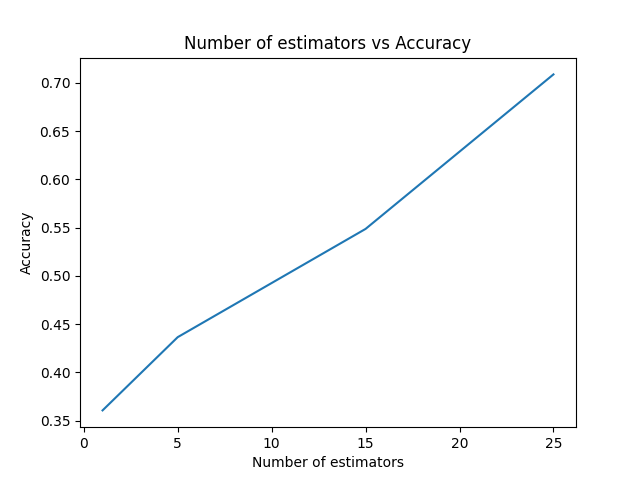 Number of estimators vs Accuracy
0.70
0.65
0.60
0.55
0.50
0.45
0.40
0.35
Accuracy
0 5 10 15 20 25
Number of estimators